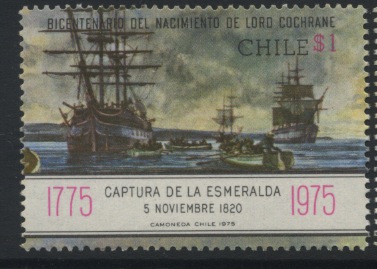 BICENTENARIO DEL NACIMIENTO DE LORD COCHRANE
CHILE $1
1775 CAPTURA DE LA ESMERALDA 1975
5 NOVIEMBRE 1820
CAMONEDA CHILE 1975